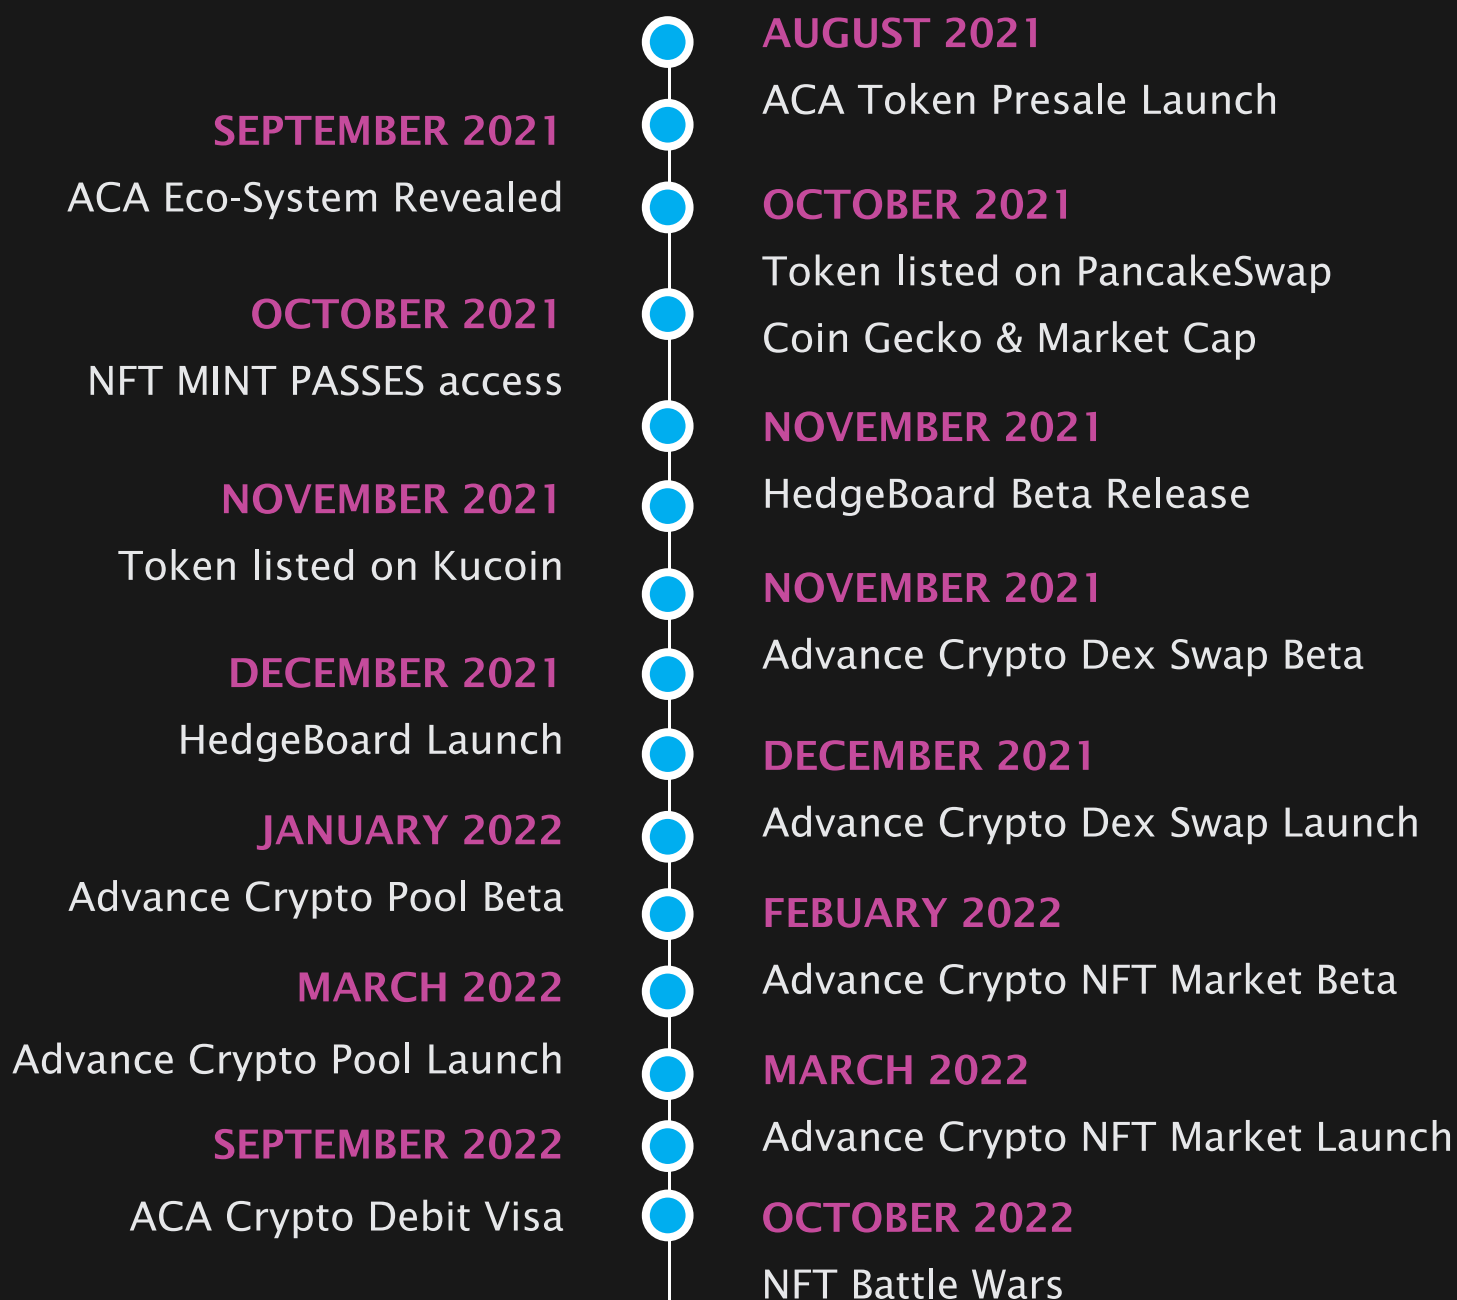 AUGUST 2021
ACA Token Presale Launch
SEPTEMBER 2021
ACA Eco-System Revealed
OCTOBER 2021
Token listed on PancakeSwap
Coin Gecko & Market Cap
OCTOBER 2021
NFT MINT PASSES access
NOVEMBER 2021
HedgeBoard Beta Release
NOVEMBER 2021
Token listed on Kucoin
NOVEMBER 2021
Advance Crypto Dex Swap Beta
DECEMBER 2021
HedgeBoard Launch
DECEMBER 2021
Advance Crypto Dex Swap Launch
JANUARY 2022
Advance Crypto Pool Beta
FEBUARY 2022
Advance Crypto NFT Market Beta
MARCH 2022
Advance Crypto Pool Launch
MARCH 2022
Advance Crypto NFT Market Launch
SEPTEMBER 2022
ACA Crypto Debit Visa
OCTOBER 2022
NFT Battle Wars